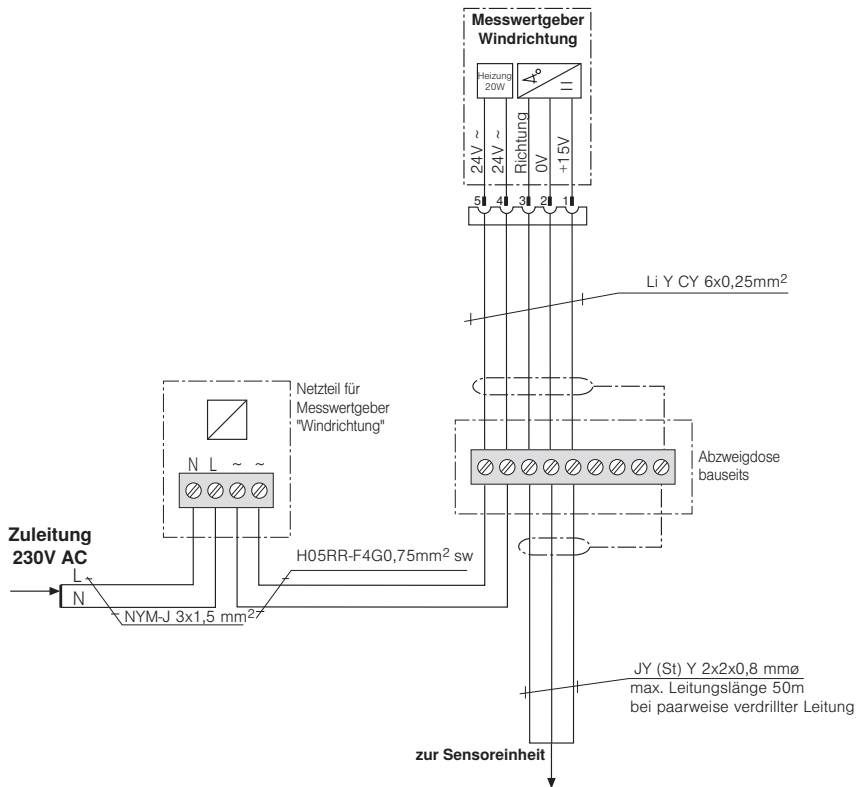 Messwertgeber
Windrichtung
Heizung
20W
24V ~
24V ~
Richtung
0V
+15V
5
4
3
2
1
Li Y CY 6x0,25mm²
Netzteil für
Messwertgeber
"Windrichtung"
N L ~ ~
Abzweigdose
bauseits
Zuleitung
230V AC
L
N
H05RR-F4G0,75mm² sw
NYM-J 3x1,5 mm²
JY (St) Y 2x2x0,8 mmø
max. Leitungslänge 50m
bei paarweise verdrillter Leitung
zur Sensoreinheit